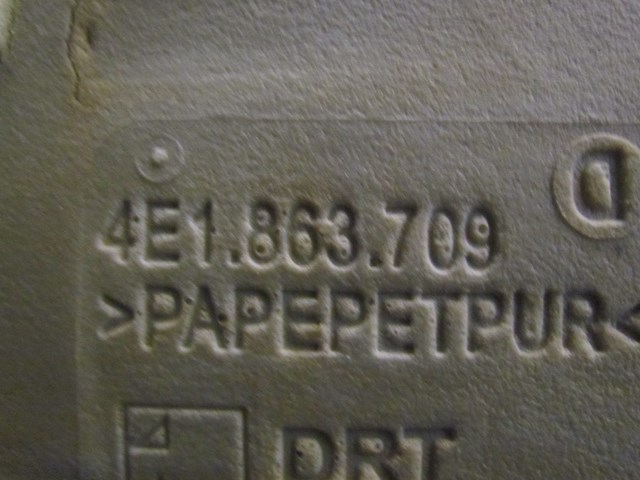 D
4E1.863.709
>PAPEPETPUR<
DRT